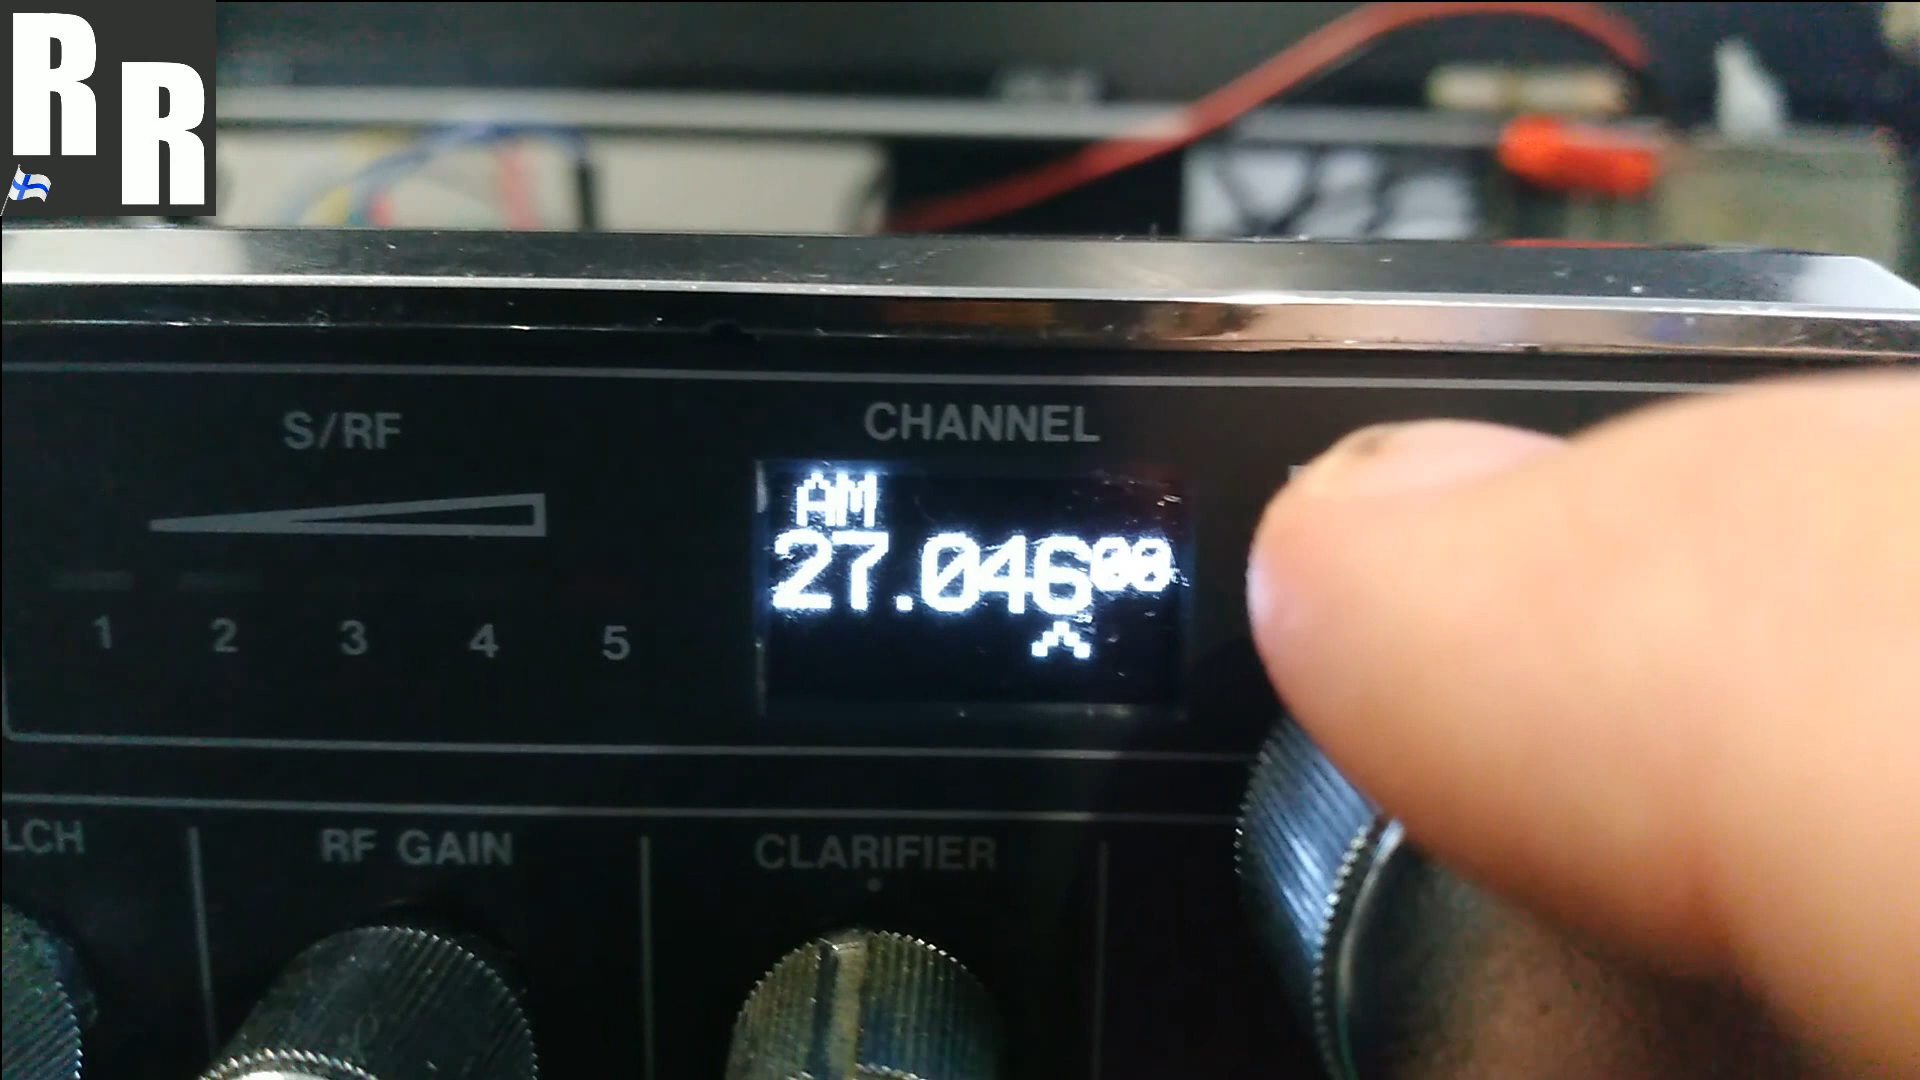 RR
S/RF
CHANNEL
AM
27.04600
1 2 3 4 5
LCH
RF GAIN
CLARIFIER